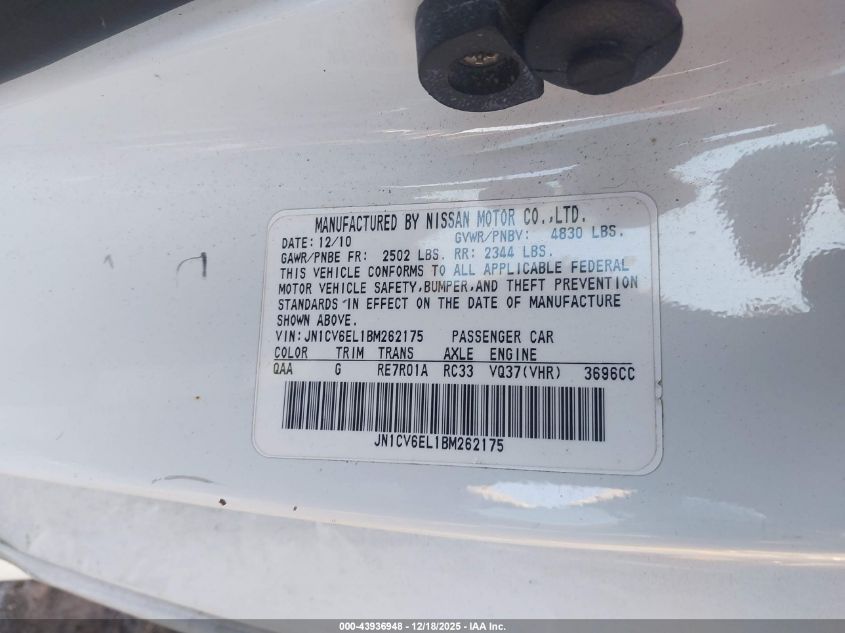 MANUFACTURED BY NISSAN MOTOR CO.,LTD.
DATE: 12/10 GVWR/PNBV: 4830 LBS.
GAWR/PNBE FR: 2502 LBS. RR: 2344 LBS.
THIS VEHICLE CONFORMS TO ALL APPLICABLE FEDERAL
MOTOR VEHICLE SAFETY, BUMPER, AND THEFT PREVENTION
STANDARDS IN EFFECT ON THE DATE OF MANUFACTURE
SHOWN ABOVE.
VIN: JN1CV6EL1BM262175 PASSENGER CAR
COLOR TRIM TRANS AXLE ENGINE
QAA G RE7R01A RC33 VQ37(VHR) 3696CC
JN1CV6EL1BM262175
000-43936948 - 12/18/2025 - IAA Inc.